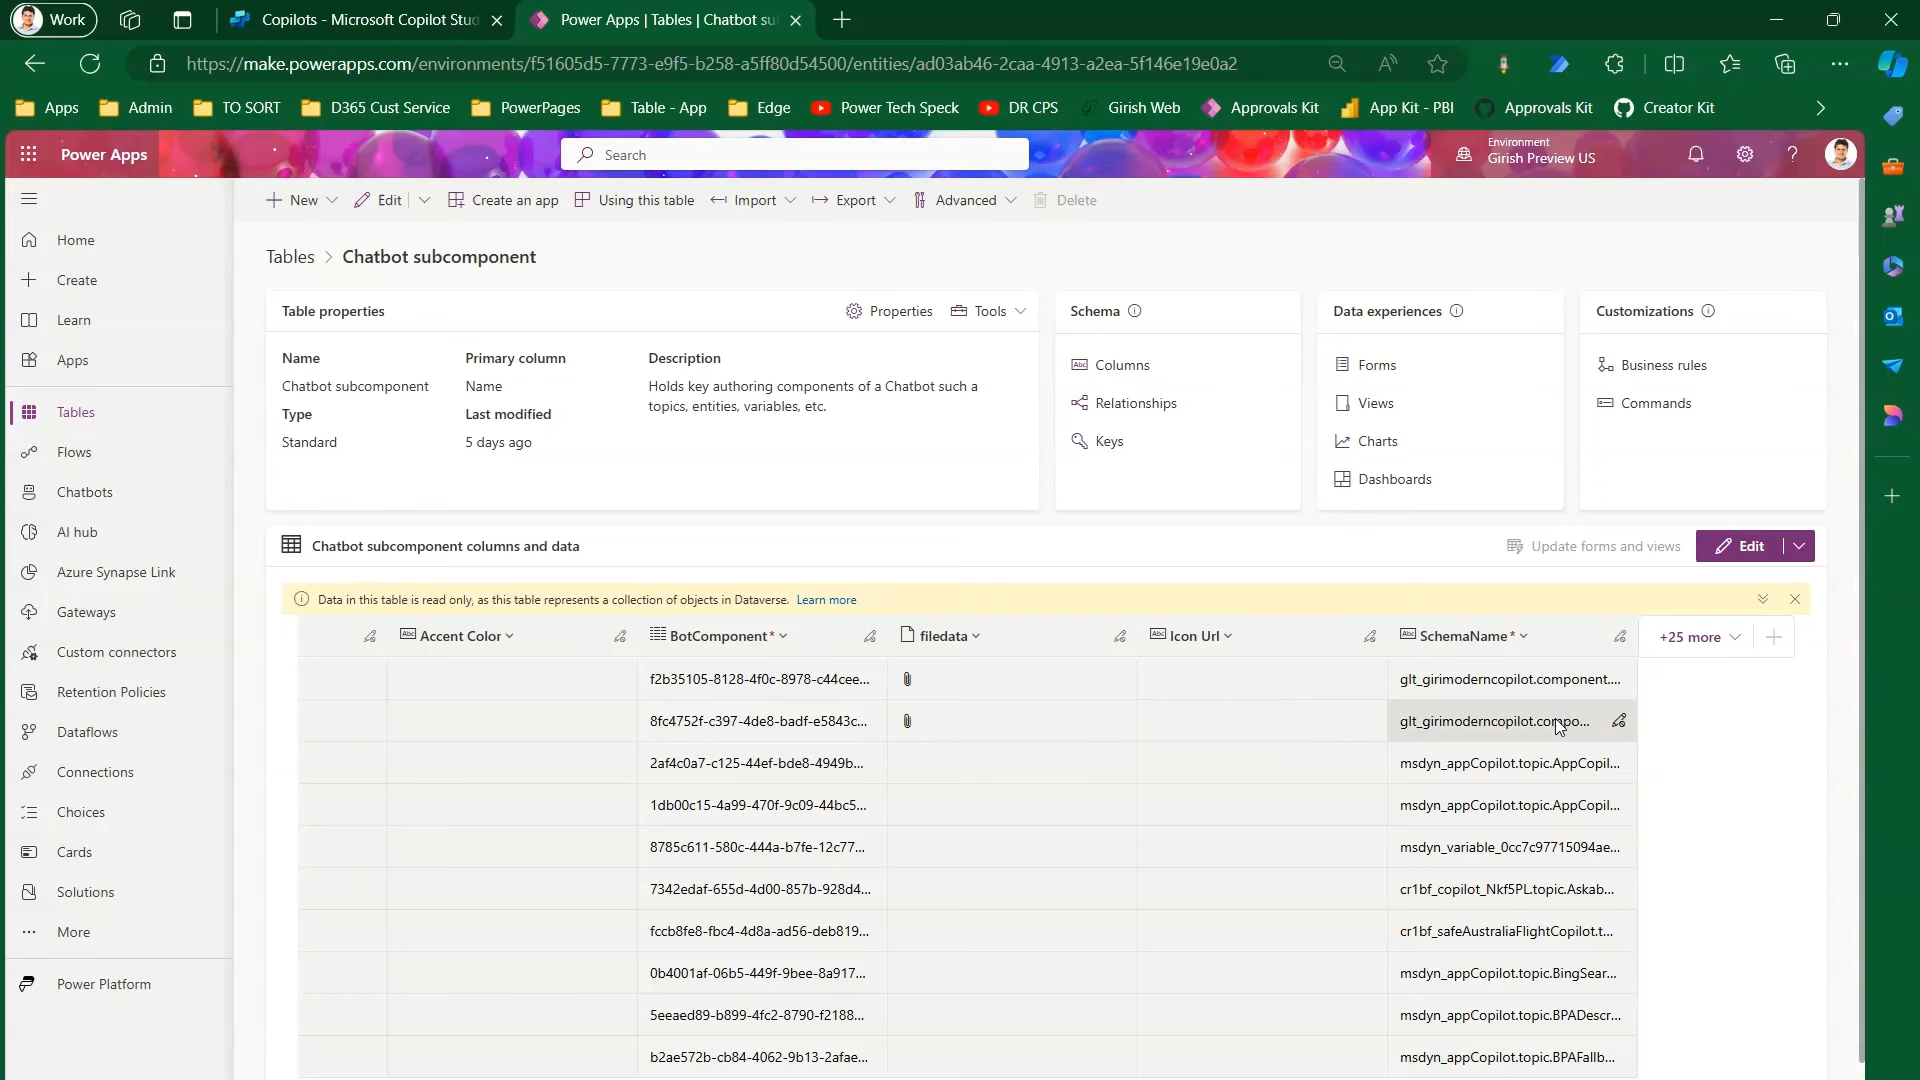 Work
Copilots - Microsoft Copilot Stud
Power Apps | Tables | Chatbot su
https://make.powerapps.com/environments/f51605d5-7773-e9f5-b258-a5ff80d54500/entities/ad03ab46-2caa-4913-a2ea-5f146e19e0a2
Apps Admin TO SORT D365 Cust Service PowerPages Table - App Edge Power Tech Speck DR CPS Girish Web Approvals Kit App Kit - PBI Approvals Kit Creator Kit
Power Apps
Search
Environment
Girish Preview US
New Edit Create an app Using this table Import Export Advanced Delete
Home
Create
Learn
Apps
Tables
Flows
Chatbots
AI hub
Azure Synapse Link
Gateways
Custom connectors
Retention Policies
Dataflows
Connections
Choices
Cards
Solutions
More
Power Platform
Tables > Chatbot subcomponent
Table properties
Properties Tools
Name Primary column Description
Chatbot subcomponent Name Holds key authoring components of a Chatbot such a
topics, entities, variables, etc.
Type Last modified
Standard 5 days ago
Schema
Columns
Relationships
Keys
Data experiences
Forms
Views
Charts
Dashboards
Customizations
Business rules
Commands
Chatbot subcomponent columns and data
Update forms and views
Edit
Data in this table is read only, as this table represents a collection of objects in Dataverse. Learn more
Accent Color BotComponent * filedata Icon Url SchemaName * +25 more
f2b35105-8128-4f0c-8978-c44cee... glt_girimoderncopilot.component....
8fc4752f-c397-4de8-badf-e5843c... glt_girimoderncopilot.compo...
2af4c0a7-c125-44ef-bde8-4949b... msdyn_appCopilot.topic.AppCopil...
1db00c15-4a99-470f-9c09-44bc5... msdyn_appCopilot.topic.AppCopil...
8785c611-580c-444a-b7fe-12c77... msdyn_variable_0cc7c97715094ae...
7342edaf-655d-4d00-857b-928d4... cr1bf_copilot_Nkf5PL.topic.Askab...
fccb8fe8-fbc4-4d8a-ad56-deb819... cr1bf_safeAustraliaFlightCopilot.t...
0b4001af-06b5-449f-9bee-8a917... msdyn_appCopilot.topic.BingSear...
5eeaed89-b899-4fc2-8790-f2188... msdyn_appCopilot.topic.BPADescr...
b2ae572b-cb84-4062-9b13-2afae... msdyn_appCopilot.topic.BPAFallb...